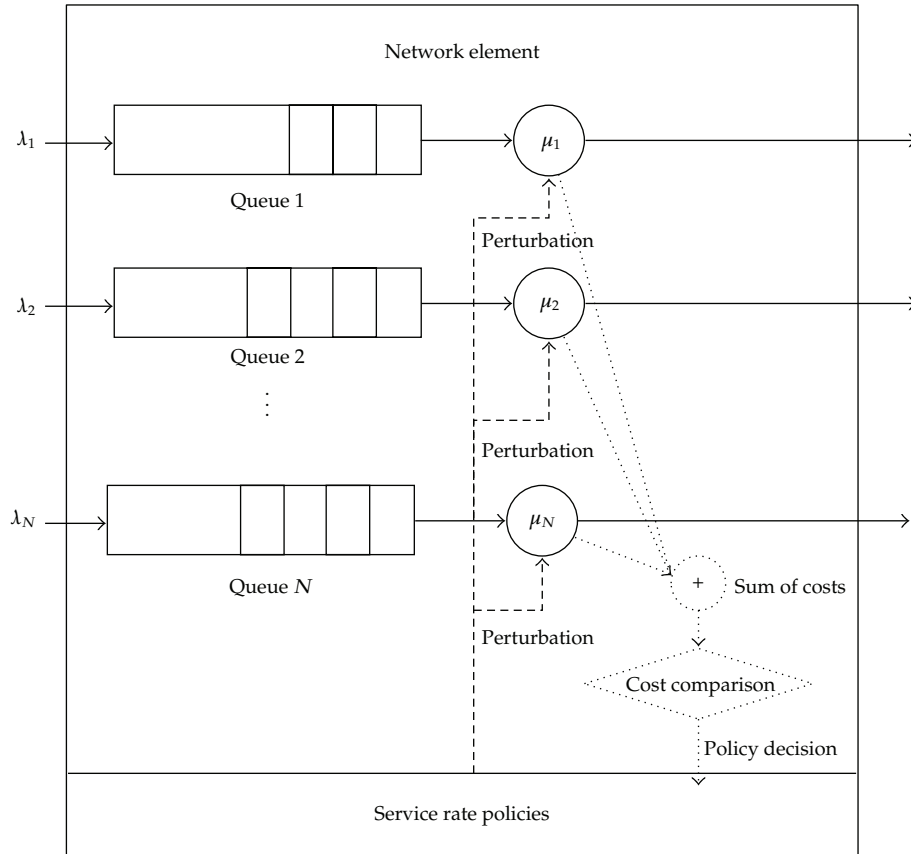 Network element
λ1
μ1
Queue 1
Perturbation
λ2
μ2
Queue 2
⋮
Perturbation
λN
μN
Queue N
+
Sum of costs
Perturbation
Cost comparison
Policy decision
Service rate policies